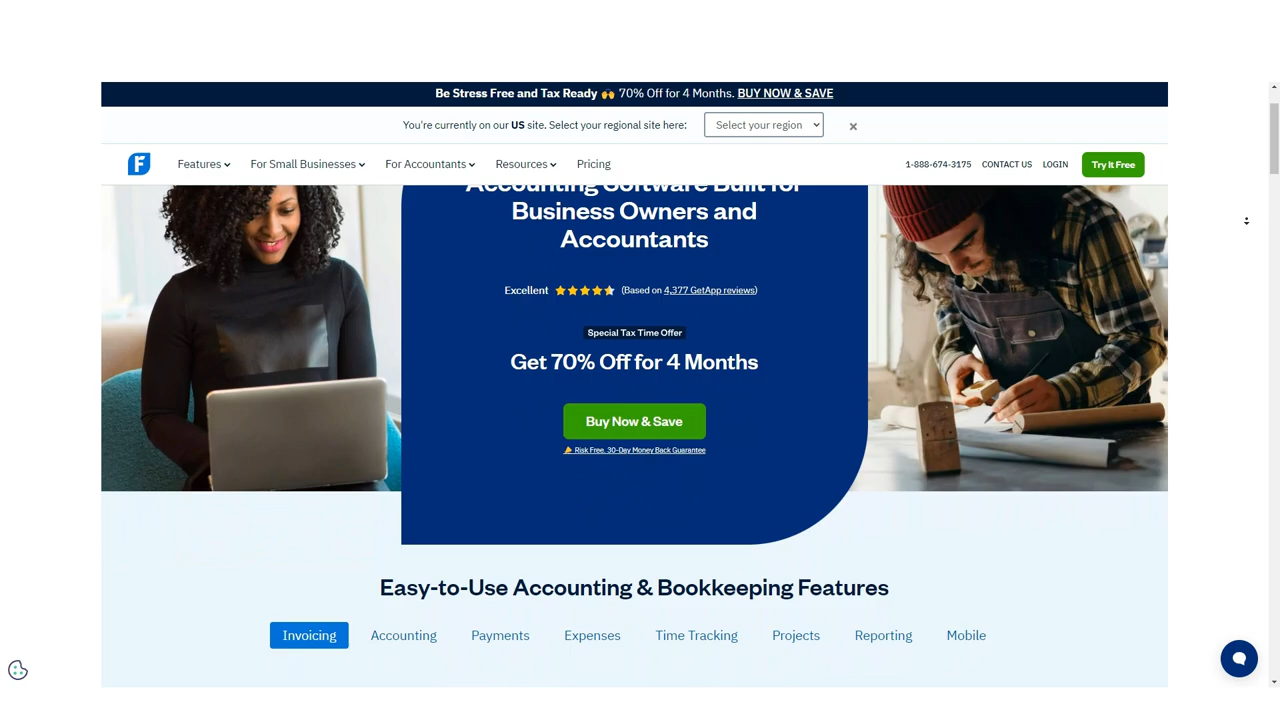 Be Stress Free and Tax Ready 🙌 70% Off for 4 Months. BUY NOW & SAVE
You're currently on our US site. Select your regional site here: Select your region
F Features For Small Businesses For Accountants Resources Pricing 1-888-674-3175 CONTACT US LOGIN Try It Free
Accounting Software Built for
Business Owners and
Accountants
Excellent (Based on 4,377 GetApp reviews)
Special Tax Time Offer
Get 70% Off for 4 Months
Buy Now & Save
Risk Free. 30-Day Money Back Guarantee
Easy-to-Use Accounting & Bookkeeping Features
Invoicing Accounting Payments Expenses Time Tracking Projects Reporting Mobile